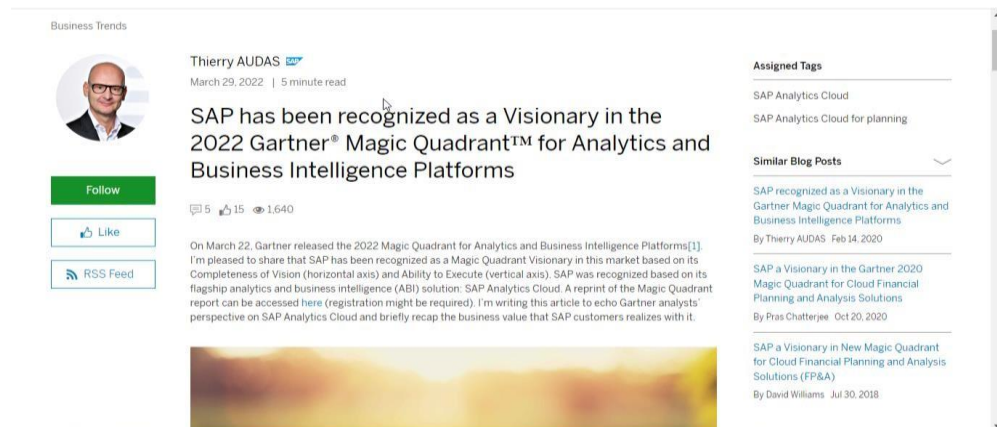 Business Trends
Thierry AUDAS SAP
March 29, 2022 | 5 minute read
SAP has been recognized as a Visionary in the
2022 Gartner® Magic Quadrant™ for Analytics and
Business Intelligence Platforms
5 15 1,640
Follow
Like
RSS Feed
On March 22, Gartner released the 2022 Magic Quadrant for Analytics and Business Intelligence Platforms[1].
I'm pleased to share that SAP has been recognized as a Magic Quadrant Visionary in this market based on its
Completeness of Vision (horizontal axis) and Ability to Execute (vertical axis). SAP was recognized based on its
flagship analytics and business intelligence (ABI) solution: SAP Analytics Cloud. A reprint of the Magic Quadrant
report can be accessed here (registration might be required). I'm writing this article to echo Gartner analysts'
perspective on SAP Analytics Cloud and briefly recap the business value that SAP customers realizes with it.
Assigned Tags
SAP Analytics Cloud
SAP Analytics Cloud for planning
Similar Blog Posts
SAP recognized as a Visionary in the
Gartner Magic Quadrant for Analytics and
Business Intelligence Platforms
By Thierry AUDAS Feb 14, 2020
SAP a Visionary in the Gartner 2020
Magic Quadrant for Cloud Financial
Planning and Analysis Solutions
By Pras Chatterjee Oct 20, 2020
SAP a Visionary in New Magic Quadrant
for Cloud Financial Planning and Analysis
Solutions (FP&A)
By David Williams Jul 30, 2018